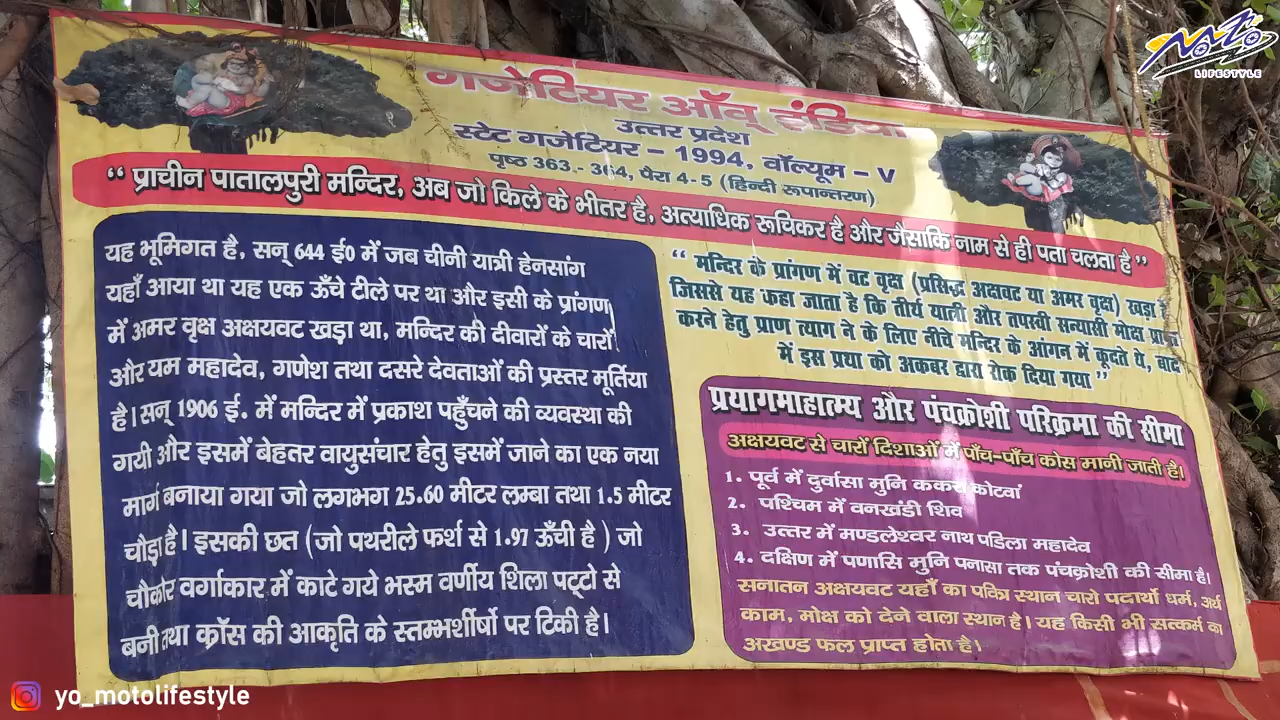 गजेटियर ऑव् इंडिया
उत्तर प्रदेश
स्टेट गजेटियर – 1994, वॉल्यूम – V
पृष्ठ 363,- 364, पैरा 4-5 (हिन्दी रूपान्तरण)
“ प्राचीन पातालपुरी मन्दिर, अब जो किले के भीतर है, अत्याधिक रूचिकर है और जैसाकि नाम से ही पता चलता है ”
यह भूमिगत है, सन् 644 ई0 में जब चीनी यात्री हेनसांग
यहाँ आया था यह एक ऊँचे टीले पर था और इसी के प्रांगण
में अमर वृक्ष अक्षयवट खड़ा था, मन्दिर की दीवारों के चारों
और यम महादेव, गणेश तथा दसरे देवताओं की प्रस्तर मूर्तिया
है। सन् 1906 ई. में मन्दिर में प्रकाश पहुँचने की व्यवस्था की
गयी और इसमें बेहतर वायुसंचार हेतु इसमें जाने का एक नया
मार्ग बनाया गया जो लगभग 25.60 मीटर लम्बा तथा 1.5 मीटर
चौड़ा है। इसकी छत (जो पथरीले फर्श से 1.97 ऊँची है ) जो
चौकोर वर्गाकार में काटे गये भस्म वर्णीय शिला पट्टो से
बनी तथा क्रॉस की आकृति के स्तम्भशीर्षो पर टिकी है।
“ मन्दिर के प्रांगण में वट वृक्ष (प्रसिद्ध अक्षयवट या अमर वृक्ष) खड़ा है
जिससे यह कहा जाता है कि तीर्थ याली और तपस्वी सन्यासी मोक्ष प्राप्त
करने हेतु प्राण त्याग ने के लिए नीचे मन्दिर के आंगन में कूदते थे, बाद
में इस प्रथा को अकबर द्वारा रोक दिया गया ”
प्रयागमाहात्म्य और पंचक्रोशी परिक्रमा की सीमा
अक्षयवट से चारों दिशाओं में पाँच-पाँच कोस मानी जाती है।
1. पूर्व में दुर्वासा मुनि ककरा कोटवां
2. पश्चिम में वनखंडी शिव
3. उत्तर में मण्डलेश्वर नाथ पडिला महादेव
4. दक्षिण में पणासि मुनि पनासा तक पंचक्रोशी की सीमा है।
सनातन अक्षयवट यहाँ का पवित्र स्थान चारो पदार्थो धर्म, अर्थ
काम, मोक्ष को देने वाला स्थान है। यह किसी भी सत्कर्म का
अखण्ड फल प्राप्त होता है।
LIFESTYLE
yo_motolifestyle